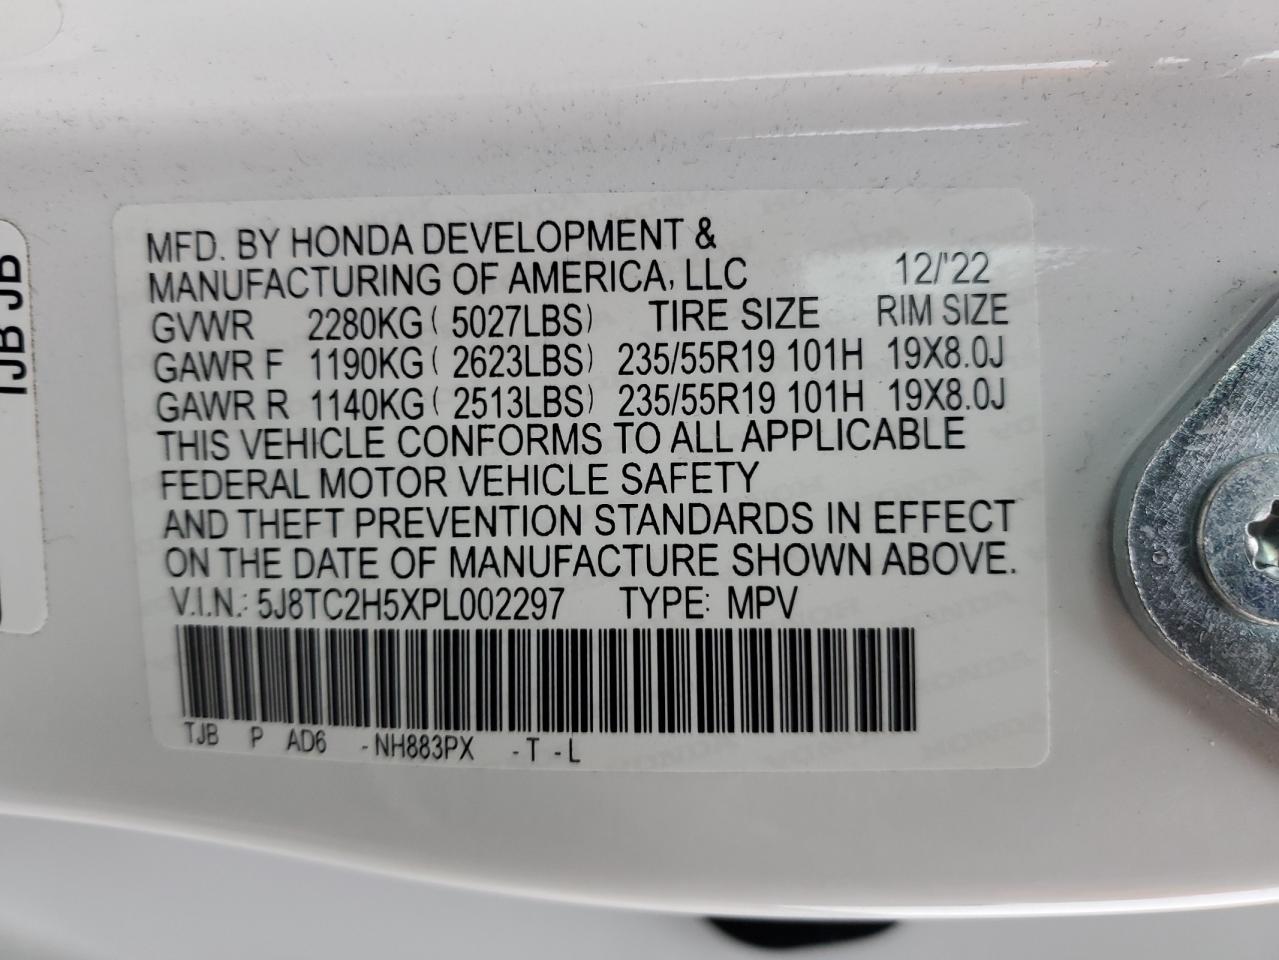 MFD. BY HONDA DEVELOPMENT &
MANUFACTURING OF AMERICA, LLC 12/'22
GVWR 2280KG ( 5027LBS) TIRE SIZE RIM SIZE
GAWR F 1190KG ( 2623LBS) 235/55R19 101H 19X8.0J
GAWR R 1140KG ( 2513LBS) 235/55R19 101H 19X8.0J
THIS VEHICLE CONFORMS TO ALL APPLICABLE
FEDERAL MOTOR VEHICLE SAFETY
AND THEFT PREVENTION STANDARDS IN EFFECT
ON THE DATE OF MANUFACTURE SHOWN ABOVE.
V.I.N.: 5J8TC2H5XPL002297 TYPE: MPV
TJB P AD6 -NH883PX -T -L
TJB JB